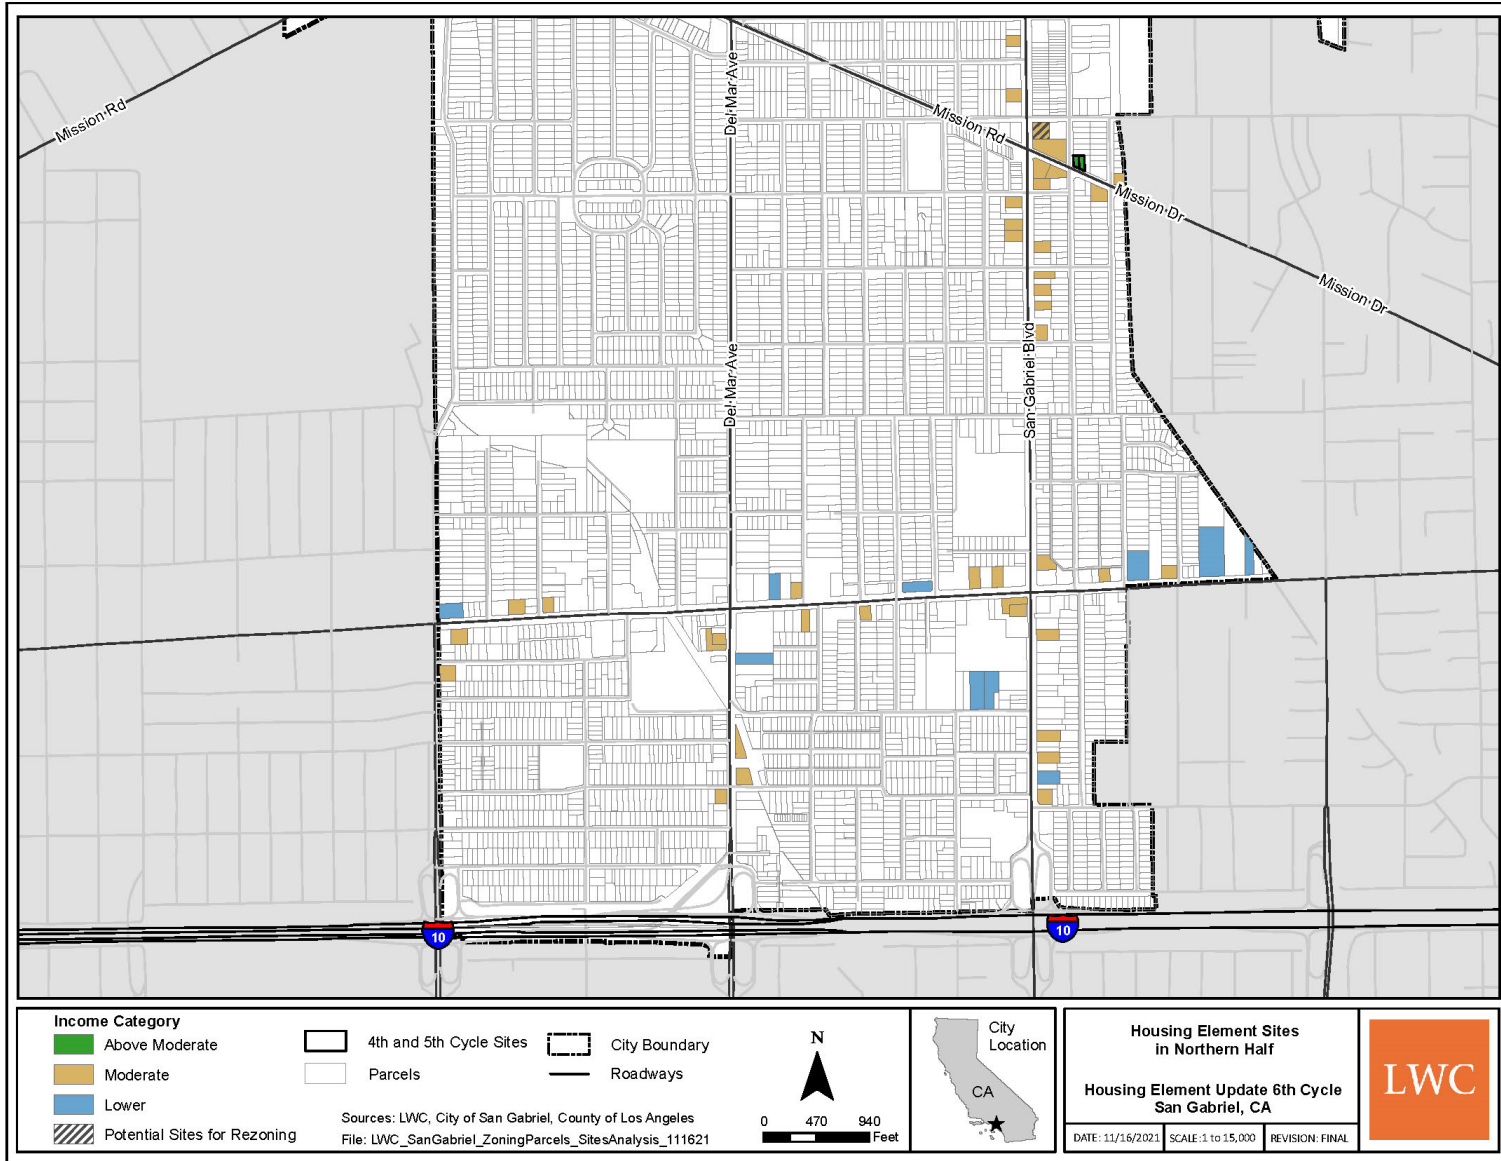 Mission Rd
Del Mar Ave
Mission Rd
Mission Dr
Mission Dr
Del Mar Ave
San Gabriel Blvd
10
10
Income Category
Above Moderate
Moderate
Lower
Potential Sites for Rezoning
4th and 5th Cycle Sites
Parcels
City Boundary
Roadways
Sources: LWC, City of San Gabriel, County of Los Angeles
File: LWC_SanGabriel_ZoningParcels_SitesAnalysis_111621
N
0 470 940
Feet
City
Location
CA
Housing Element Sites
in Northern Half
Housing Element Update 6th Cycle
San Gabriel, CA
DATE: 11/16/2021 SCALE:1 to 15,000 REVISION: FINAL
LWC